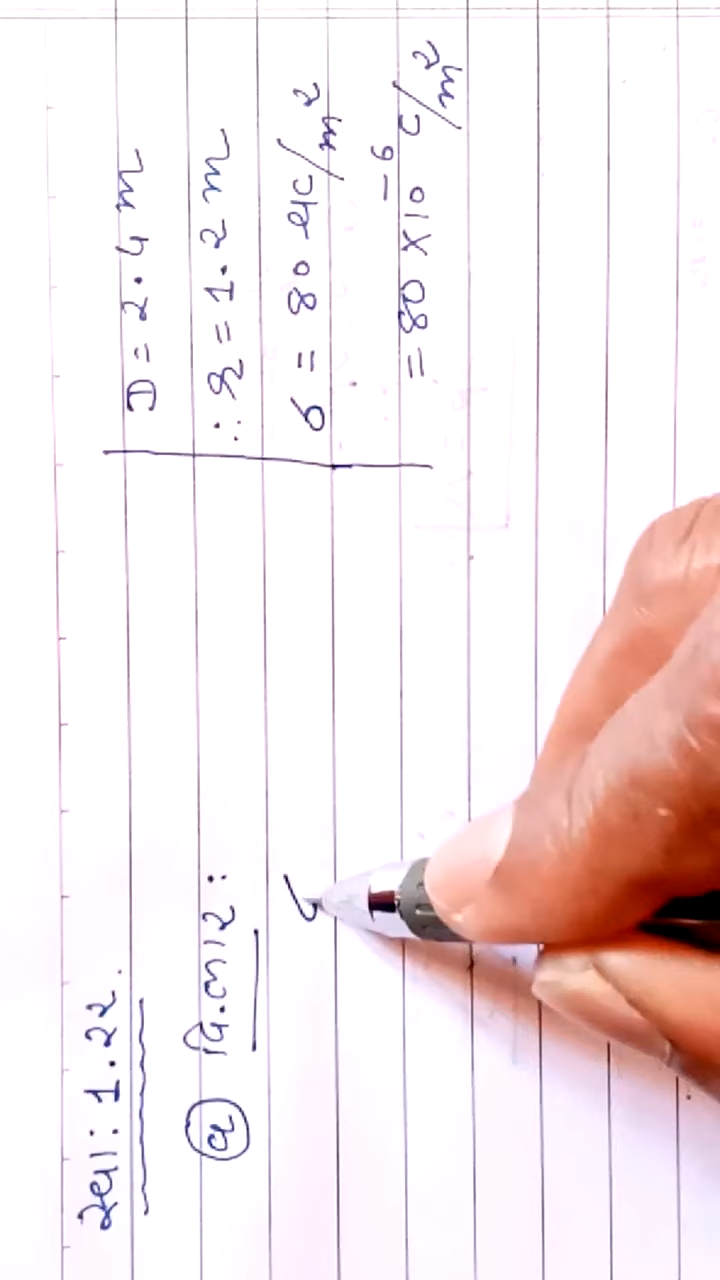 સ્વા: 1.22.
ⓐ વિ.ભાર :
σ
D = 2.4 m
∴ r = 1.2 m
σ = 80 μC/m²
= 80 × 10⁻⁶ C/m²